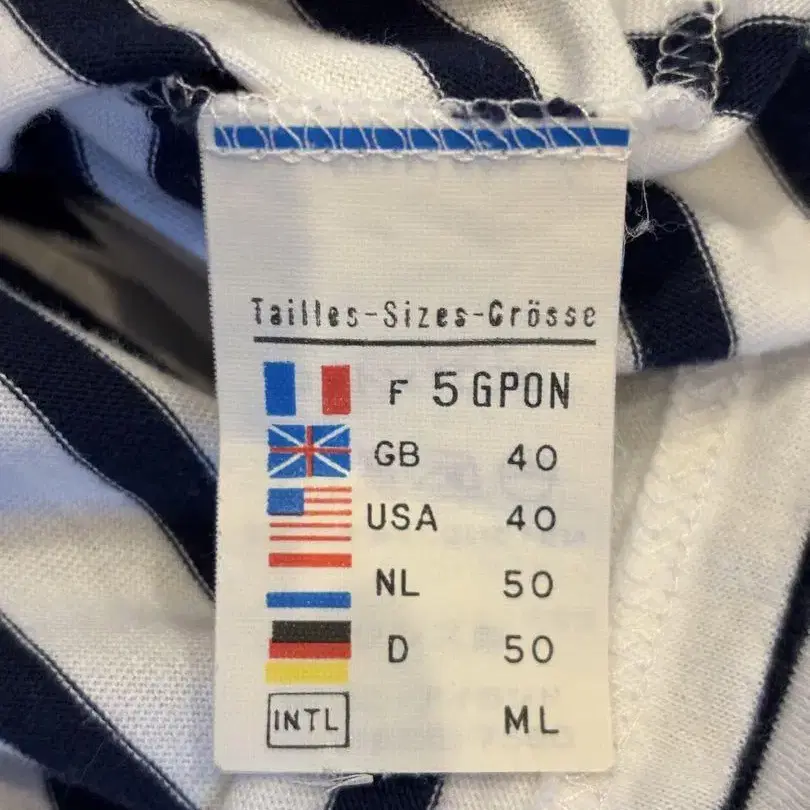 Tailles-Sizes-Grösse
F 5 GPON
GB 40
USA 40
NL 50
D 50
INTL ML